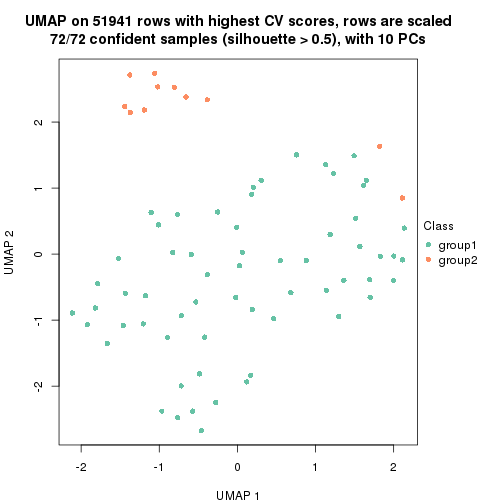 UMAP on 51941 rows with highest CV scores, rows are scaled
72/72 confident samples (silhouette > 0.5), with 10 PCs
2
1
0
-1
-2
UMAP 2
-2
-1
0
1
2
UMAP 1
Class
group1
group2